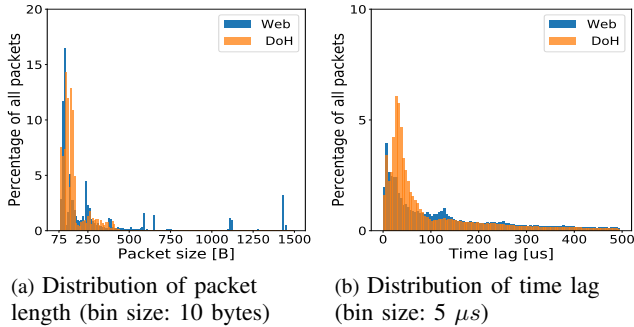 20
15
10
5
0
Percentage of all packets
Web
DoH
75 250 500 750 1000 1250 1500
Packet size [B]
(a) Distribution of packet
length (bin size: 10 bytes)
10
5
0
Percentage of all packets
Web
DoH
0 100 200 300 400 500
Time lag [us]
(b) Distribution of time lag
(bin size: 5 μs)